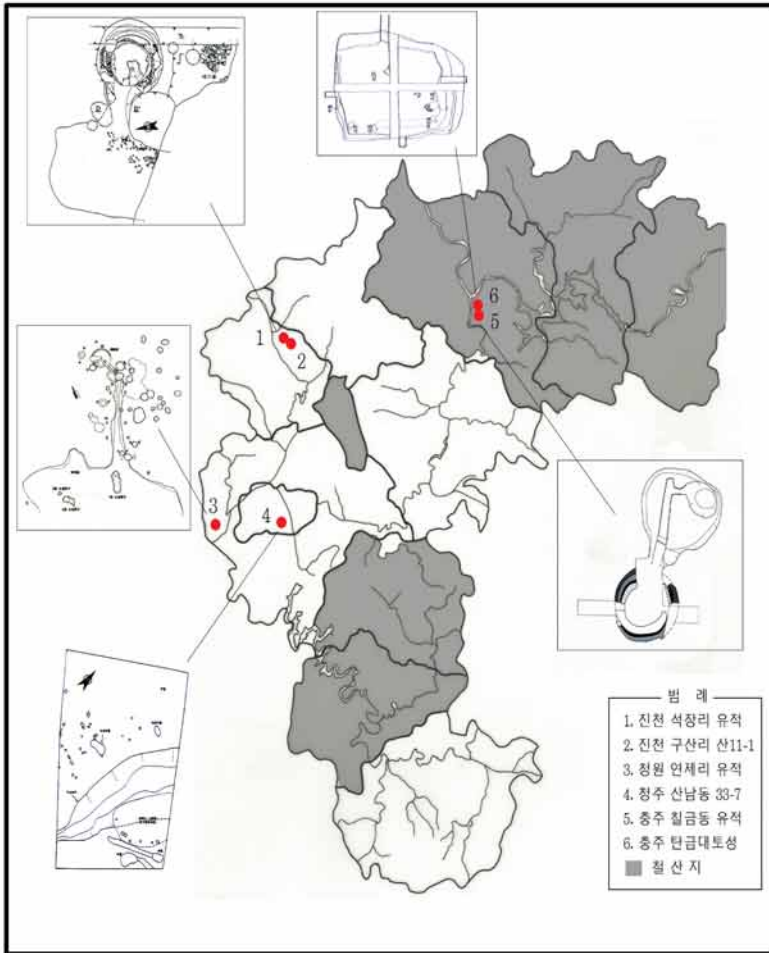 6
5
1
2
3
4
범 례
1. 진천 석장리 유적
2. 진천 구산리 산11-1
3. 청원 연제리 유적
4. 청주 산남동 33-7
5. 충주 칠금동 유적
6. 충주 탄금대토성
철 산 지